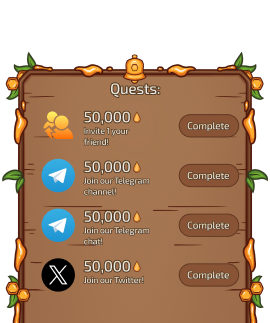 Quests:
50,000
Invite 1 your
friend!
Complete
50,000
Join our Telegram
channel!
Complete
50,000
Join our Telegram
chat!
Complete
50,000
Join our Twitter!
Complete